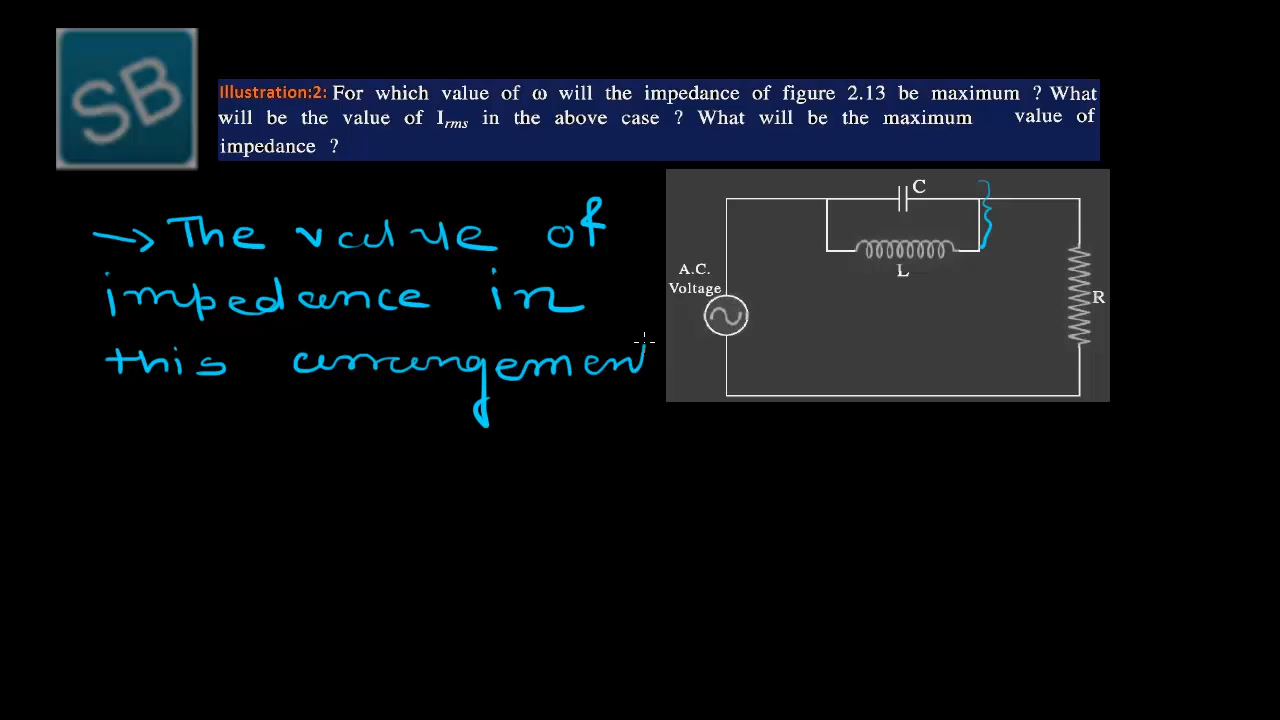 SB
Illustration:2: For which value of ω will the impedance of figure 2.13 be maximum ? What
will be the value of Irms in the above case ? What will be the maximum value of
impedance ?
→ The value of
impedance in
this arrangemen
C
L
A.C.
Voltage
R